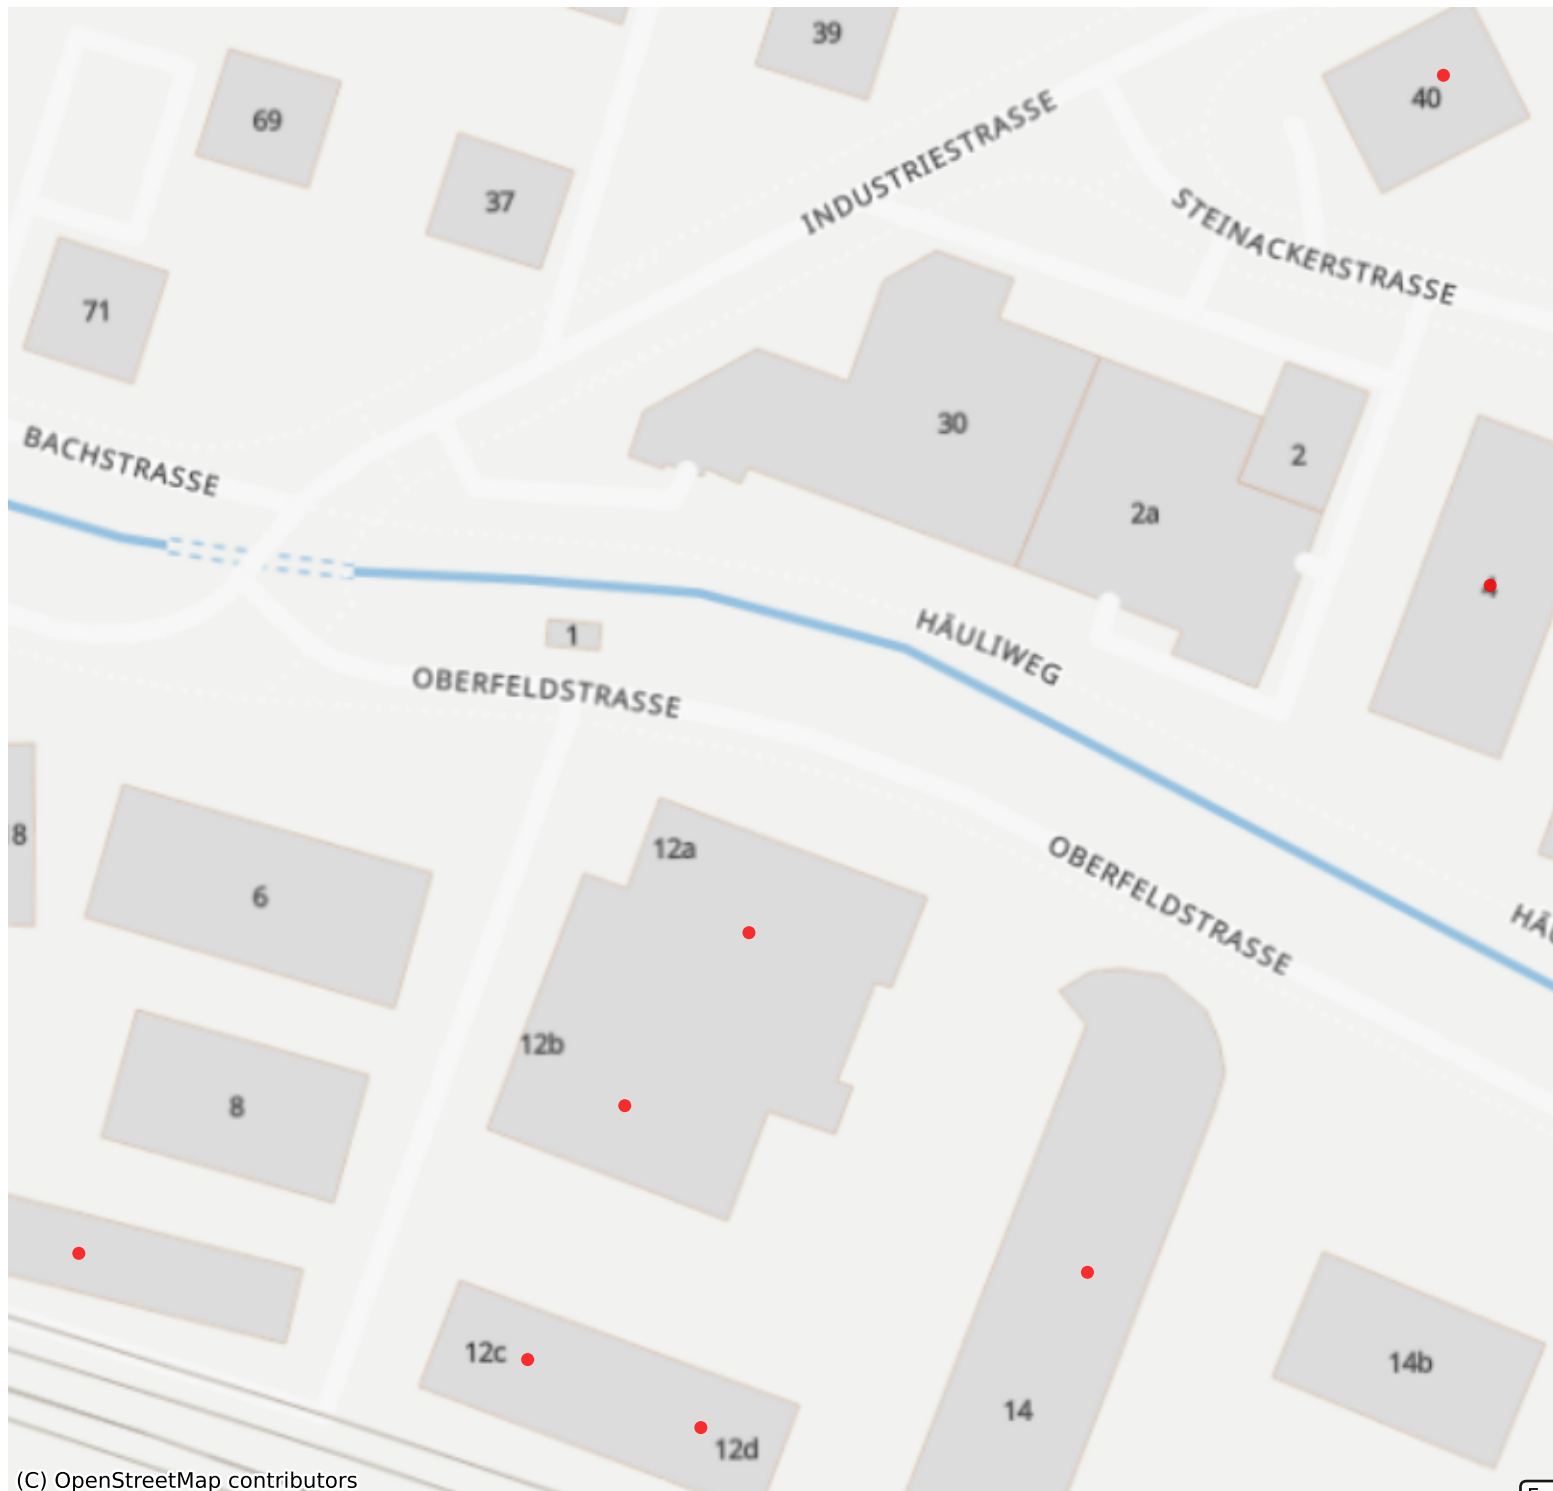 39
40
69
INDUSTRIESTRASSE
37
STEINACKERSTRASSE
71
30
2
BACHSTRASSE
2a
4
1
HÄULIWEG
OBERFELDSTRASSE
8
12a
6
OBERFELDSTRASSE
12b
8
12c
14b
14
12d
(C) OpenStreetMap contributors